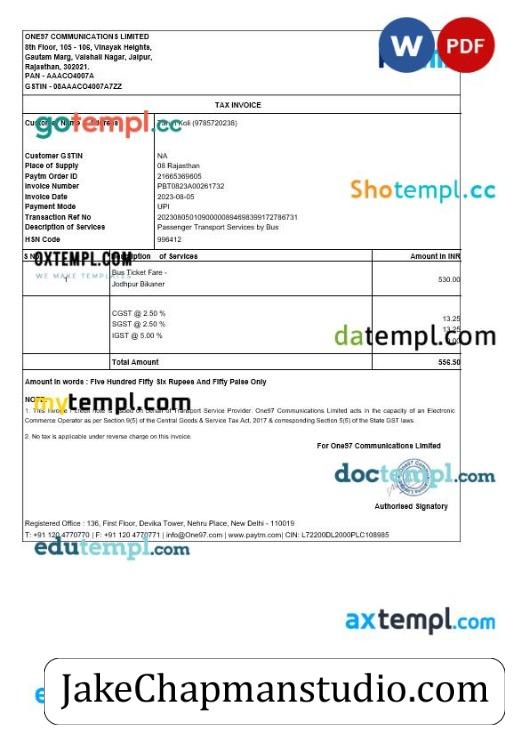 ONE97 COMMUNICATIONS LIMITED
8th Floor, 105 - 106, Vinayak Heights,
Gautam Marg, Vaishali Nagar, Jaipur,
Rajasthan, 302021.
PAN - AAACO4007A
GSTIN - 08AAACO4007A7ZZ
W PDF
TAX INVOICE
Koli (9785720238)
gotempl.cc
Customer GSTIN NA
Place of Supply 08 Rajasthan
Paytm Order ID 21665369605
Invoice Number PBT0823A00261732
Invoice Date 2023-08-05
Payment Mode UPI
Shotempl.cc
Transaction Ref No 20230805010900000894698399172786731
Description of Services Passenger Transport Services by Bus
HSN Code 996412
of Services Amount in INR
OXTEMPL.COM
WE MAKE TEMPLATES
1 Bus Ticket Fare - 530.00
Jodhpur Bikaner
CGST @ 2.50 % 13.25
SGST @ 2.50 % 13.25
IGST @ 5.00 %
datempl.com
Total Amount 556.50
Amount in words : Five Hundred Fifty Six Rupees And Fifty Paise Only
mytempl.com
1. This invoice / credit note is issued on behalf of Transport Service Provider. One97 Communications Limited acts in the capacity of an Electronic
Commerce Operator as per Section 9(5) of the Central Goods & Service Tax Act, 2017 & corresponding Section 5(5) of the State GST laws.
2. No tax is applicable under reverse charge on this invoice.
For One97 Communications Limited
doctempl.com
Authorised Signatory
Registered Office : 136, First Floor, Devika Tower, Nehru Place, New Delhi - 110019
T: +91 120 4770770 | F: +91 120 4770771 | info@One97.com | www.paytm.com| CIN: L72200DL2000PLC108985
edutempl.com
axtempl.com
JakeChapmanstudio.com